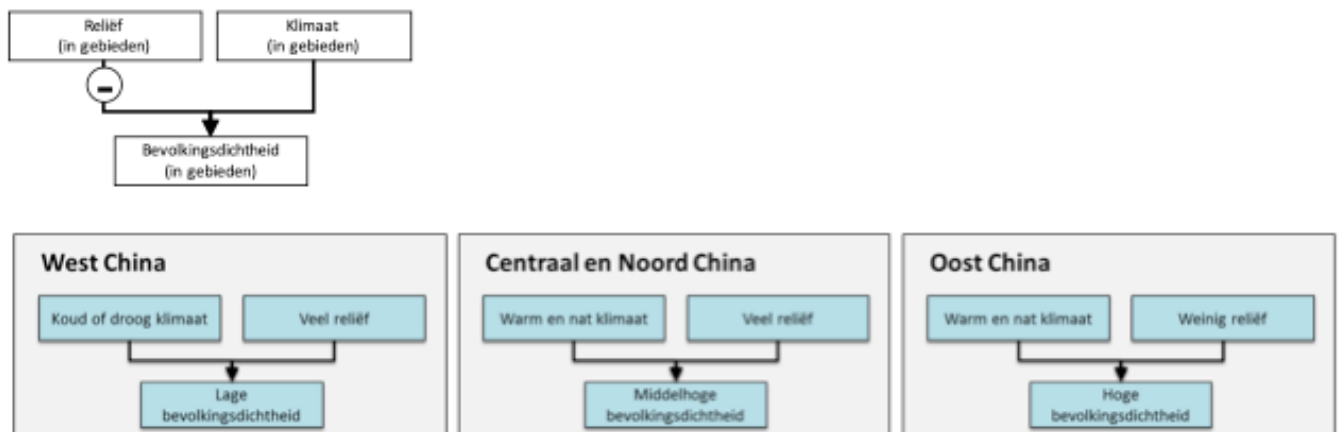 Reliëf
(in gebieden)
Klimaat
(in gebieden)
-
Bevolkingsdichtheid
(in gebieden)
West China
Koud of droog klimaat
Veel reliëf
Lage
bevolkingsdichtheid
Centraal en Noord China
Warm en nat klimaat
Veel reliëf
Middelhoge
bevolkingsdichtheid
Oost China
Warm en nat klimaat
Weinig reliëf
Hoge
bevolkingsdichtheid